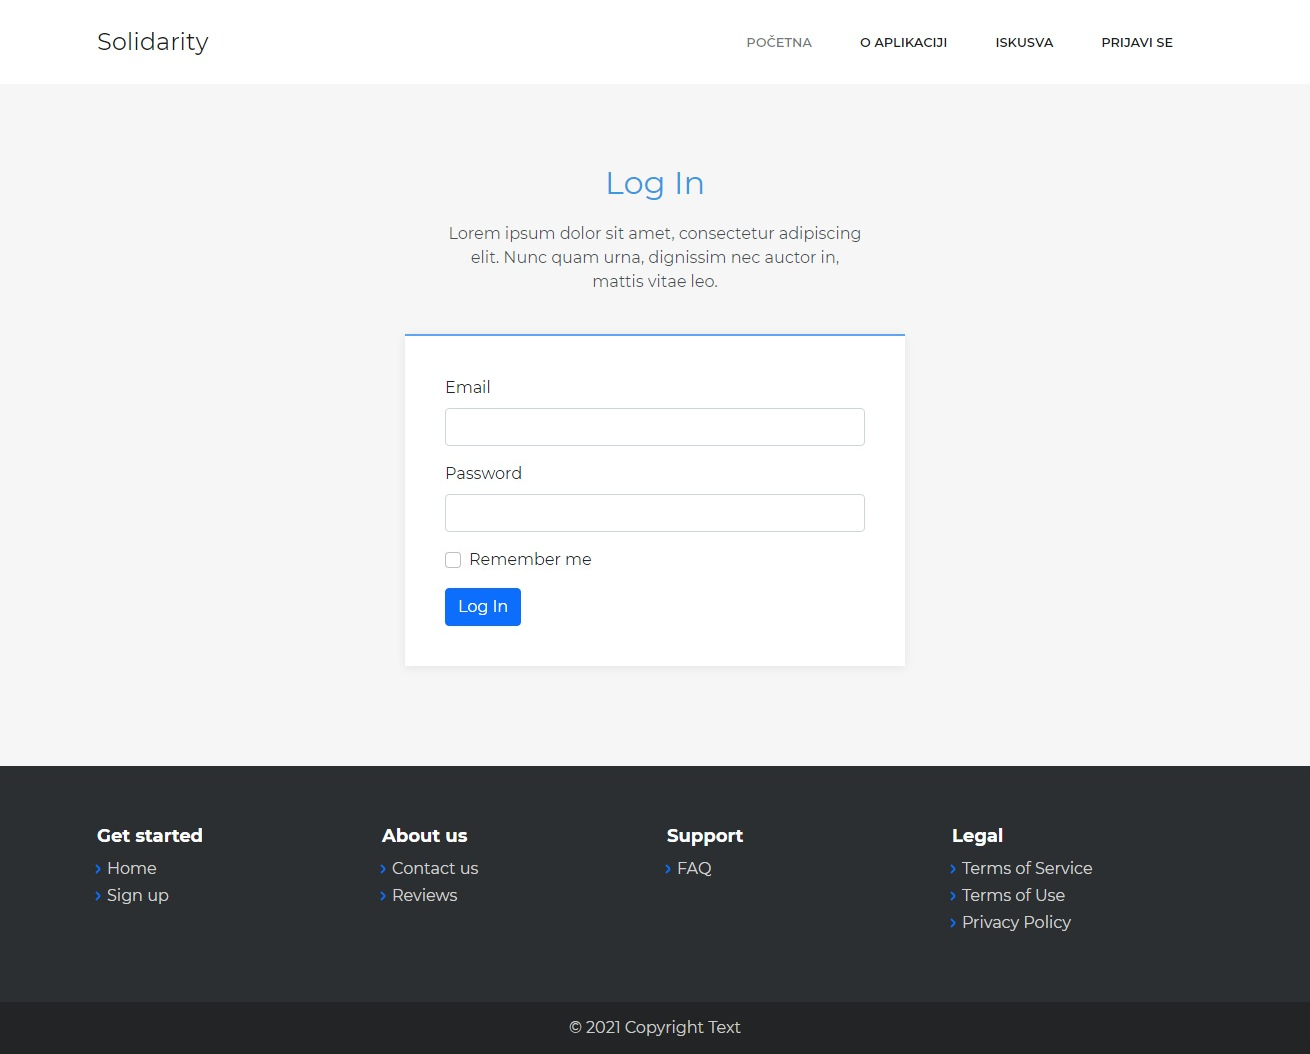 Solidarity
POČETNA
O APLIKACIJI
ISKUSVA
PRIJAVI SE
Log In
Lorem ipsum dolor sit amet, consectetur adipiscing
elit. Nunc quam urna, dignissim nec auctor in,
mattis vitae leo.
Email
Password
Remember me
Log In
Get started
Home
Sign up
About us
Contact us
Reviews
Support
FAQ
Legal
Terms of Service
Terms of Use
Privacy Policy
© 2021 Copyright Text